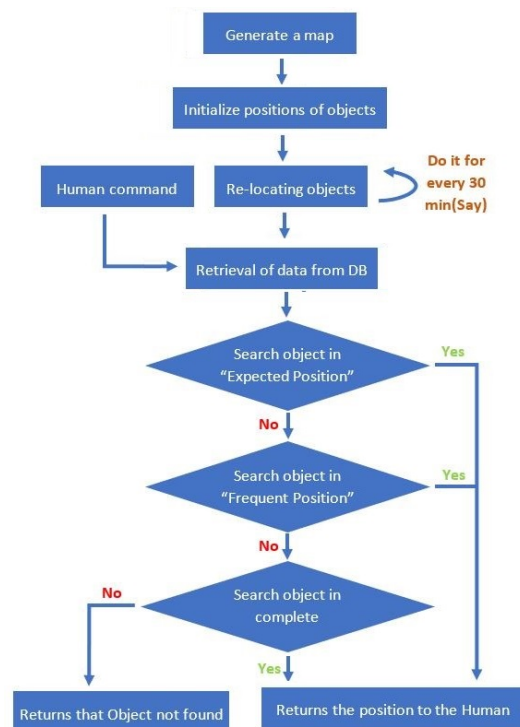 Generate a map
Initialize positions of objects
Do it for
every 30
min(Say)
Human command
Re-locating objects
Retrieval of data from DB
Search object in
“Expected Position”
Yes
No
Search object in
“Frequent Position”
Yes
No
No
Search object in
complete
Yes
Returns that Object not found
Returns the position to the Human